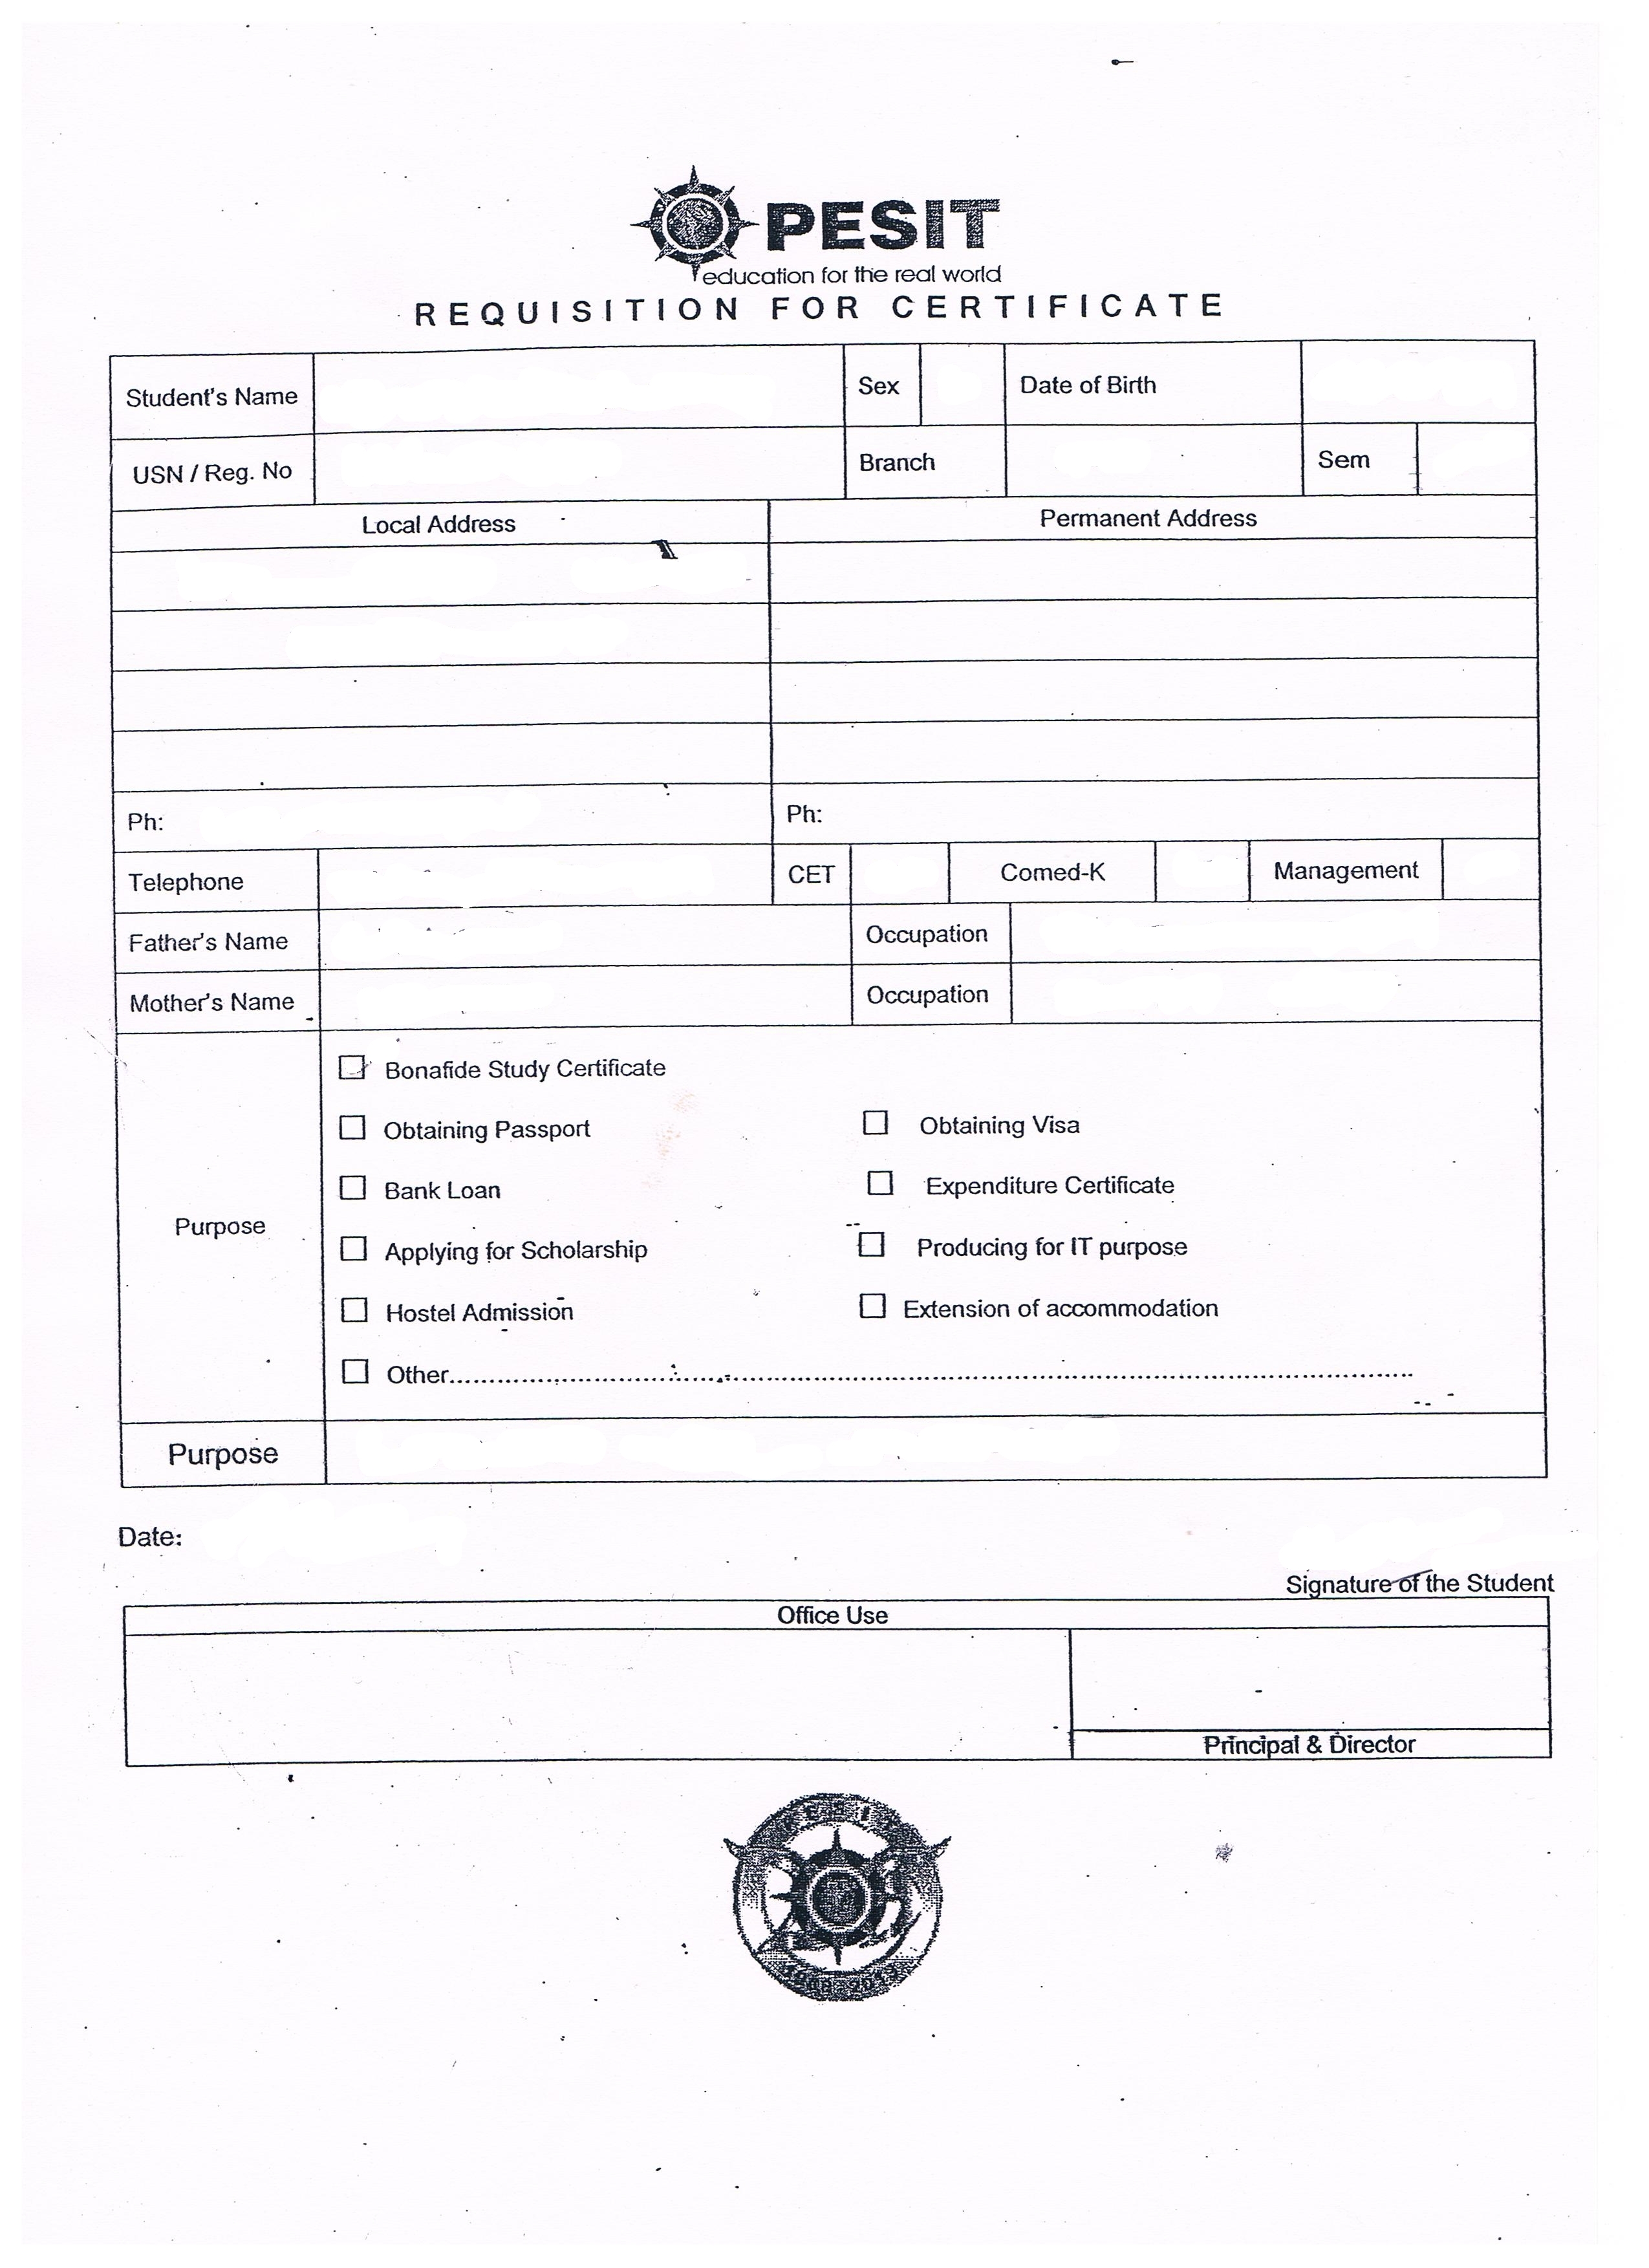 PESIT
education for the real world
REQUISITION FOR CERTIFICATE
Student's Name Sex Date of Birth
USN / Reg. No Branch Sem
Local Address Permanent Address
Ph: Ph:
Telephone CET Comed-K Management
Father's Name Occupation
Mother's Name Occupation
Purpose
Bonafide Study Certificate
Obtaining Passport Obtaining Visa
Bank Loan Expenditure Certificate
Applying for Scholarship Producing for IT purpose
Hostel Admission Extension of accommodation
Other
Purpose
Date:
Signature of the Student
Office Use
Principal & Director